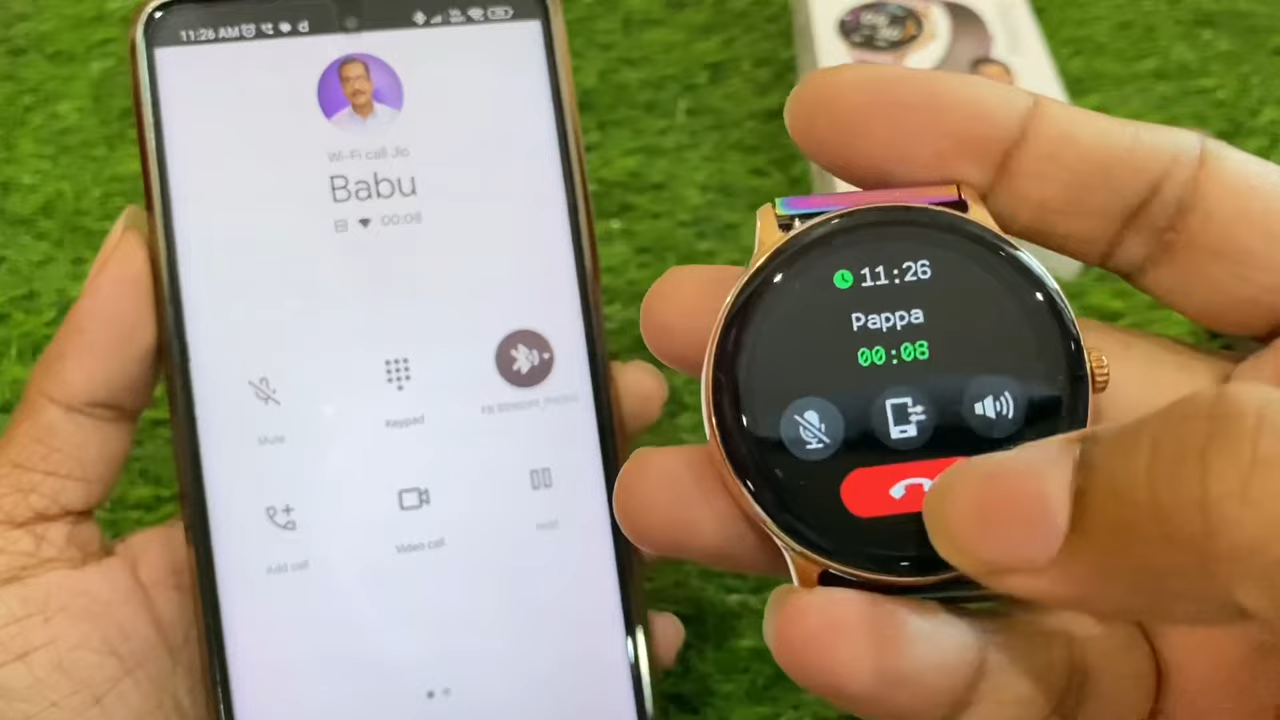 11:26 AM
Wi-Fi call Jio
Babu
00:08
Mute
Keypad
Add call
Video call
Hold
11:26
Pappa
00:08